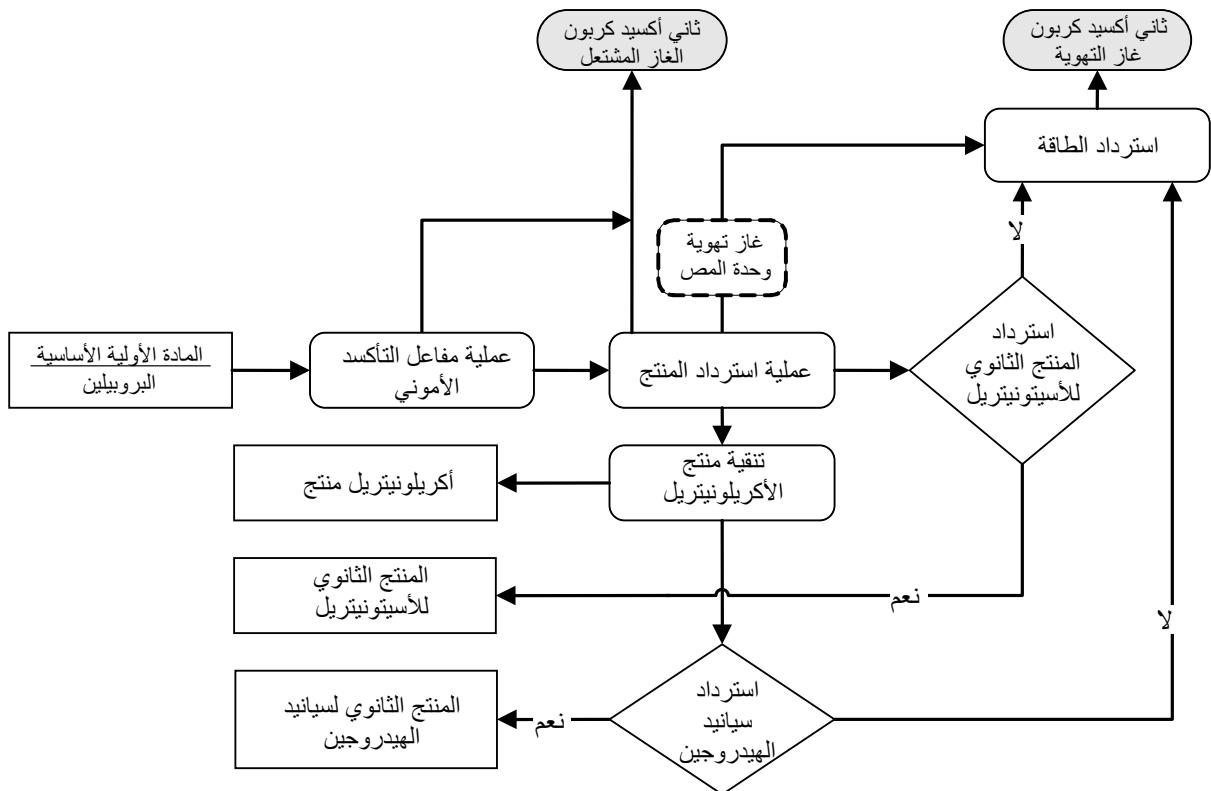 ثاني أكسيد كربون
الغاز المشتعل
ثاني أكسيد كربون
غاز التهوية
استرداد الطاقة
لا
غاز تهوية
وحدة المص
المادة الأولية الأساسية
البروبيلين
عملية مفاعل التأكسد
الأموني
عملية استرداد المنتج
استرداد
المنتج الثانوي
للأسيتونيتريل
تنقية منتج
الأكريلونيتريل
أكريلونيتريل منتج
المنتج الثانوي
للأسيتونيتريل
نعم
لا
استرداد
سيانيد
الهيدروجين
نعم
المنتج الثانوي لسيانيد
الهيدروجين